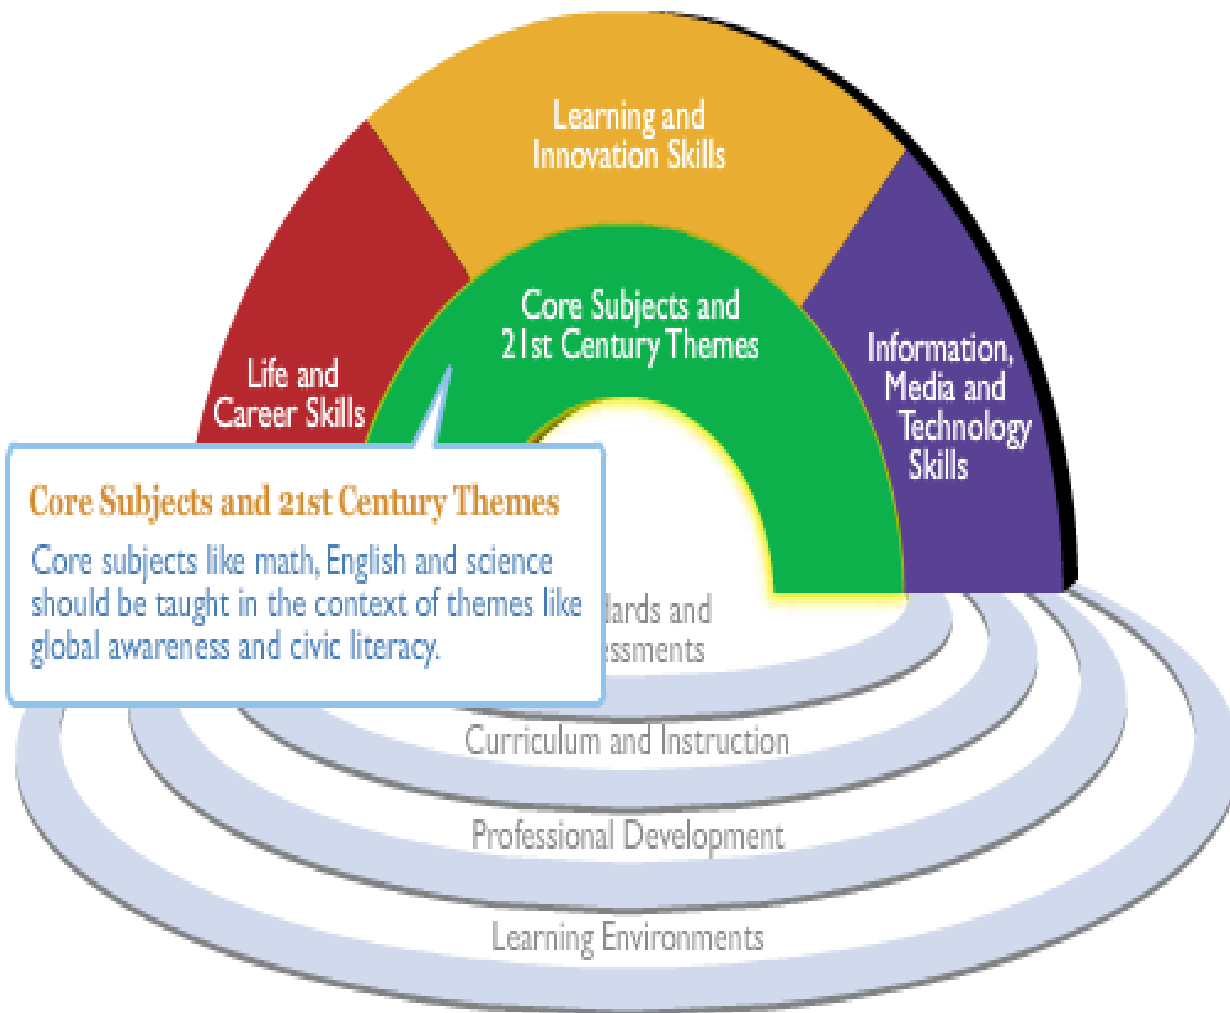 Learning and
Innovation Skills
Core Subjects and
21st Century Themes
Life and
Career Skills
Information,
Media and
Technology
Skills
Core Subjects and 21st Century Themes
Core subjects like math, English and science
should be taught in the context of themes like
global awareness and civic literacy.
and
Curriculum and Instruction
Professional Development
Learning Environments